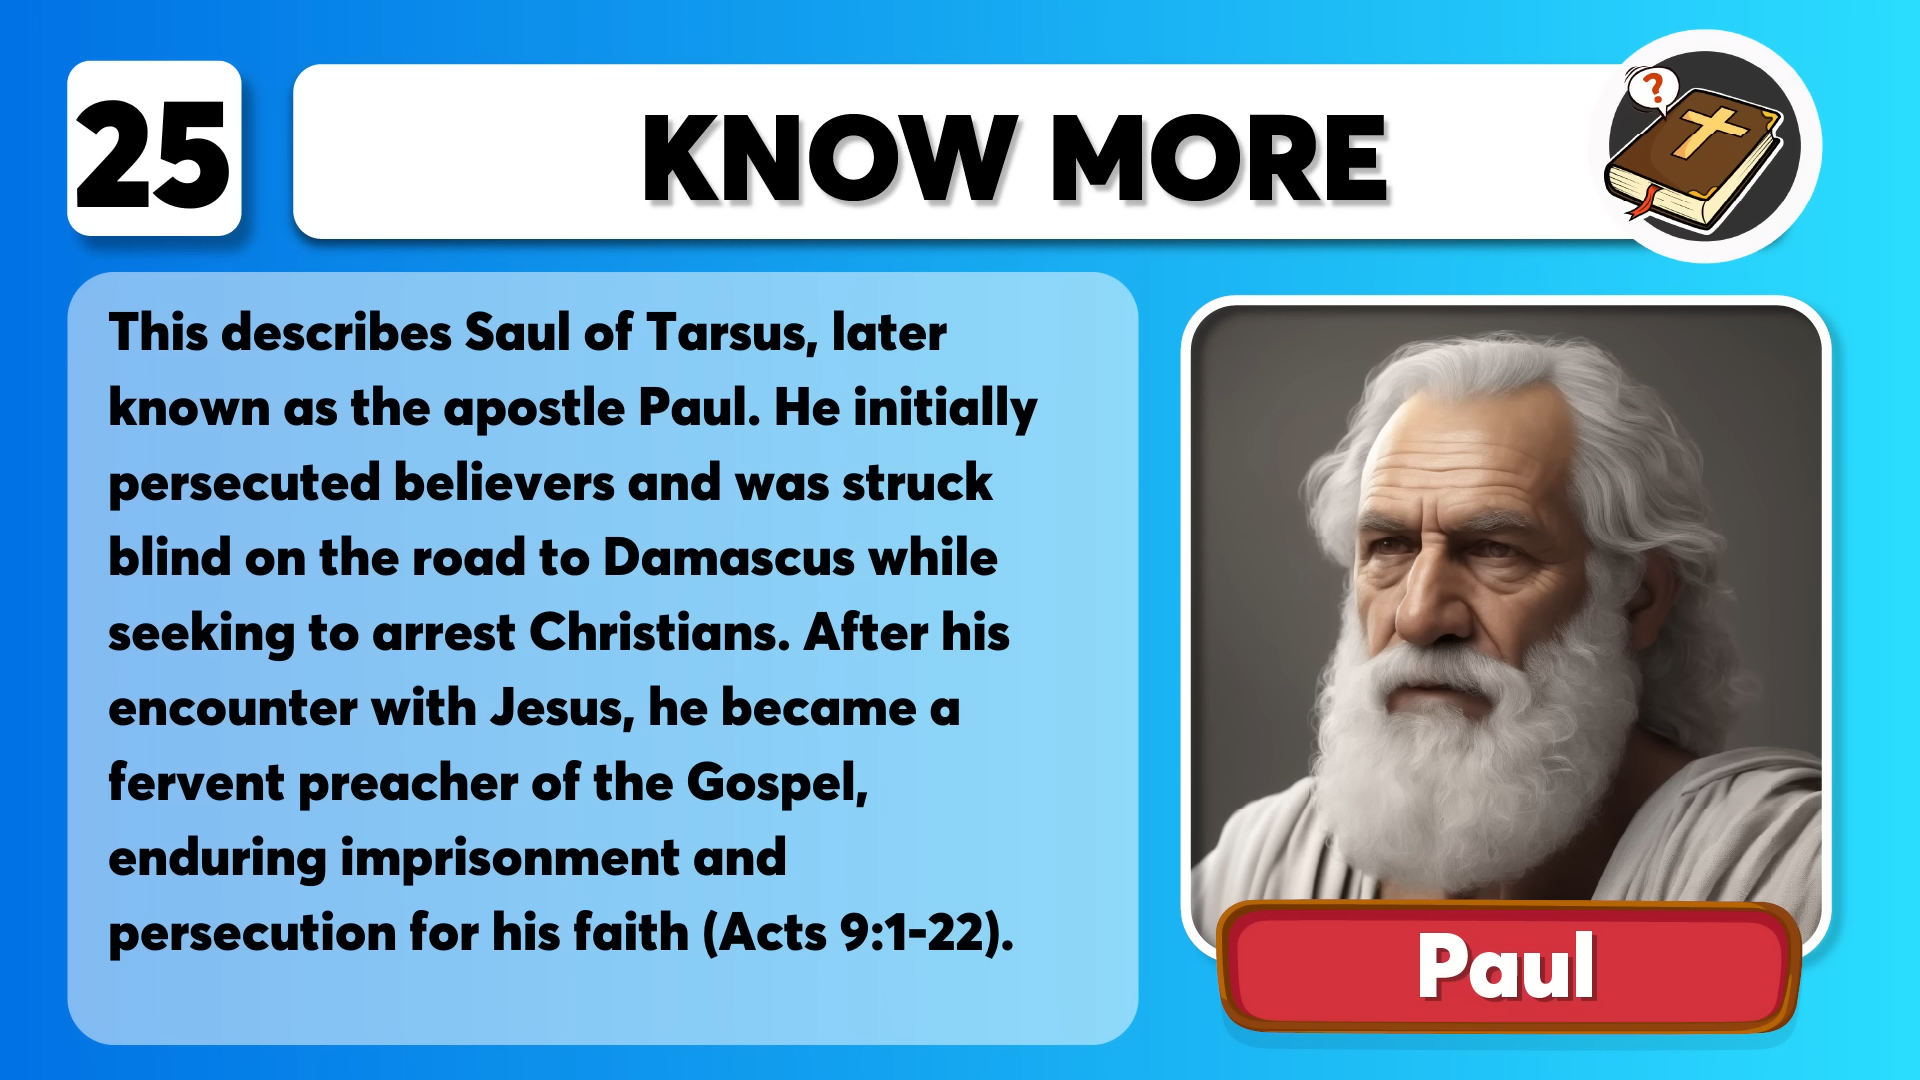 25
KNOW MORE
?
This describes Saul of Tarsus, later
known as the apostle Paul. He initially
persecuted believers and was struck
blind on the road to Damascus while
seeking to arrest Christians. After his
encounter with Jesus, he became a
fervent preacher of the Gospel,
enduring imprisonment and
persecution for his faith (Acts 9:1-22).
Paul